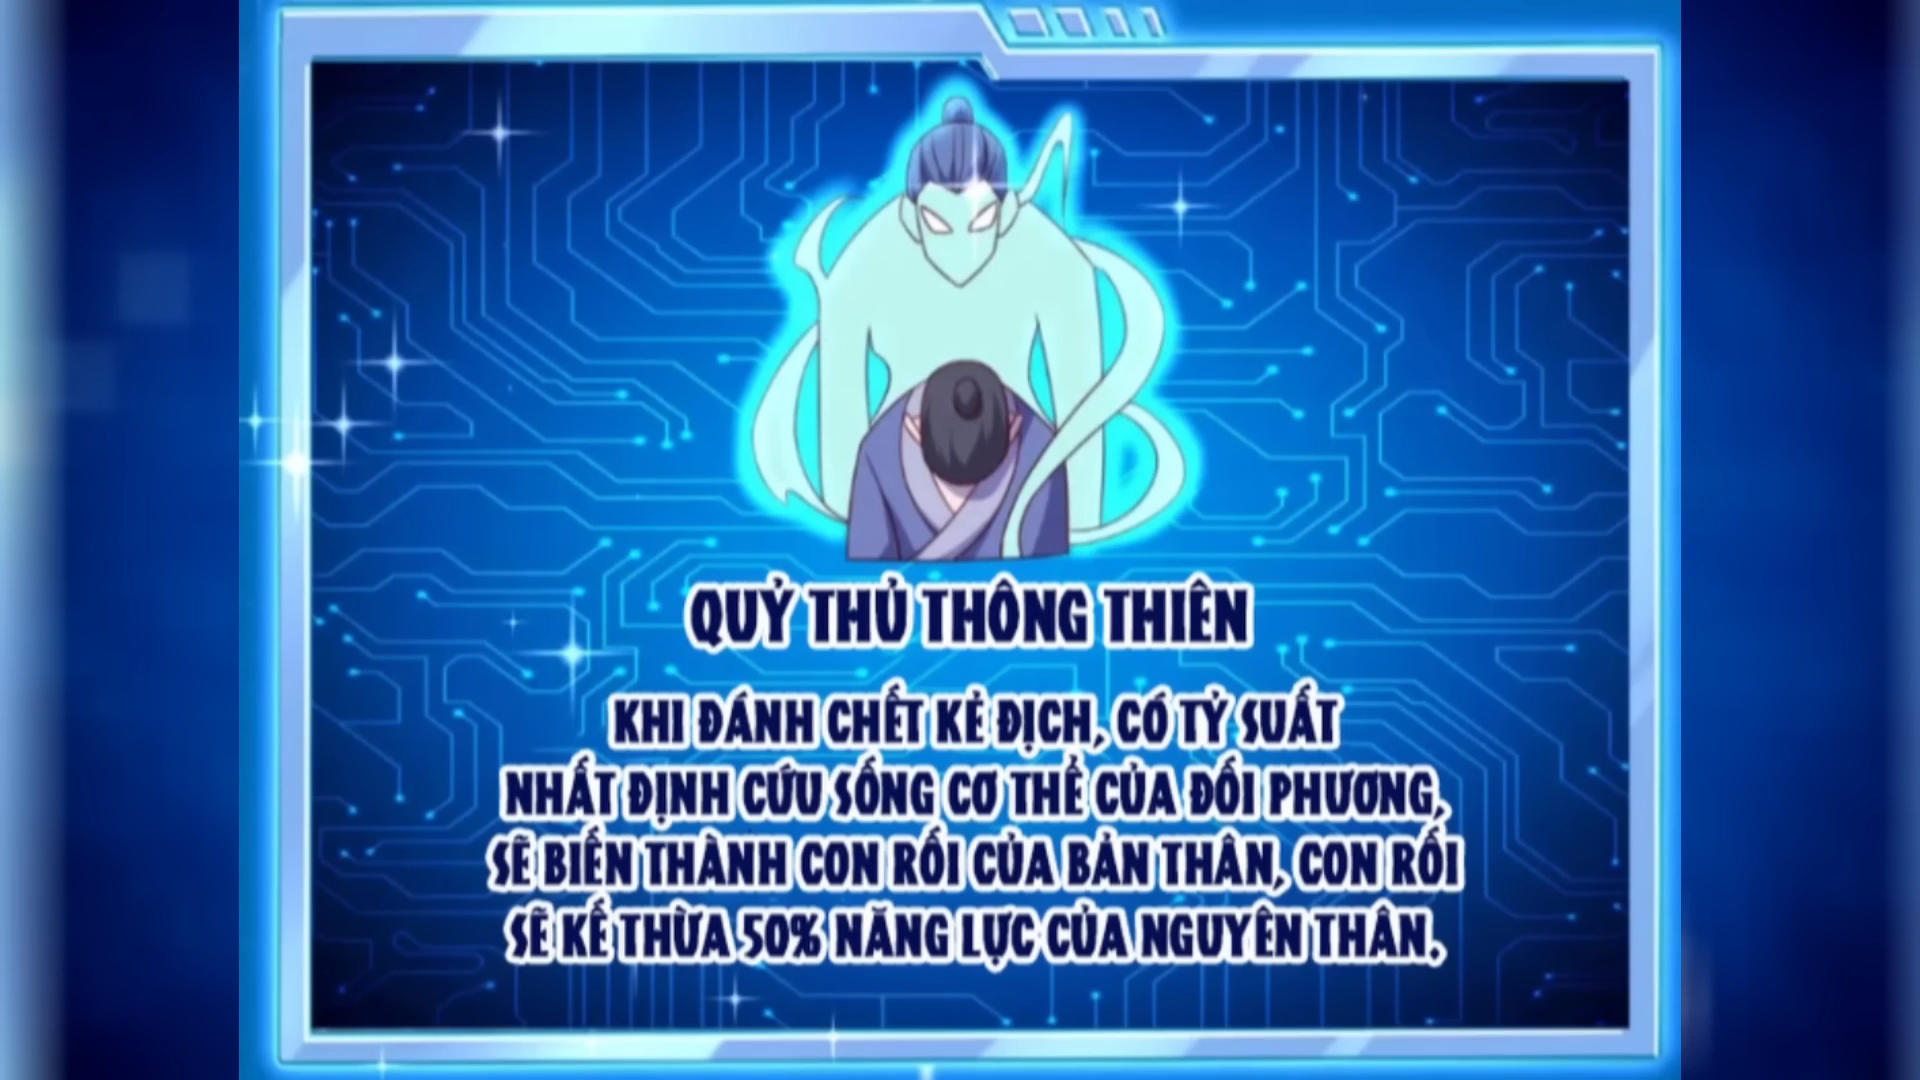 QUỶ THỦ THÔNG THIÊN
KHI ĐÁNH CHẾT KẺ ĐỊCH, CÓ TỶ SUẤT
NHẤT ĐỊNH CỨU SỐNG CƠ THỂ CỦA ĐỐI PHƯƠNG,
SẼ BIẾN THÀNH CON RỐI CỦA BẢN THÂN, CON RỐI
SẼ KẾ THỪA 50% NĂNG LỰC CỦA NGUYÊN THÂN.